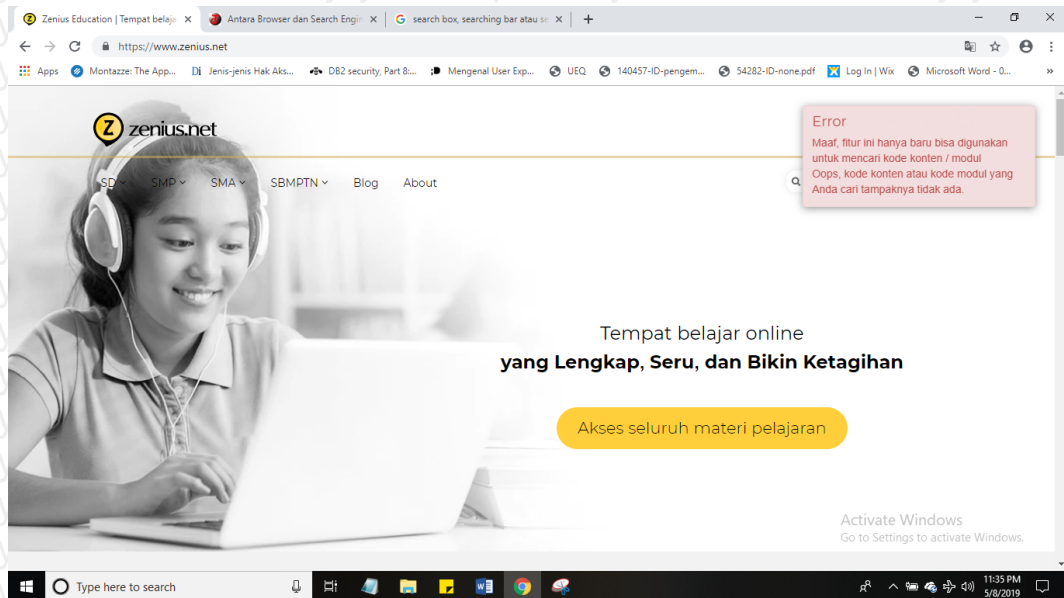 Zenius Education | Tempat belaja
Antara Browser dan Search Engin
search box, searching bar atau se
https://www.zenius.net
Apps
Montazze: The App...
Jenis-jenis Hak Aks...
DB2 security, Part 8:...
Mengenal User Exp...
UEQ
140457-ID-pengem...
54282-ID-none.pdf
Log In | Wix
Microsoft Word - 0...
zenius.net
SD
SMP
SMA
SBMPTN
Blog
About
Error
Maaf, fitur ini hanya baru bisa digunakan
untuk mencari kode konten / modul
Oops, kode konten atau kode modul yang
Anda cari tampaknya tidak ada.
Tempat belajar online
yang Lengkap, Seru, dan Bikin Ketagihan
Akses seluruh materi pelajaran
Activate Windows
Go to Settings to activate Windows.
Type here to search
11:35 PM
5/8/2019